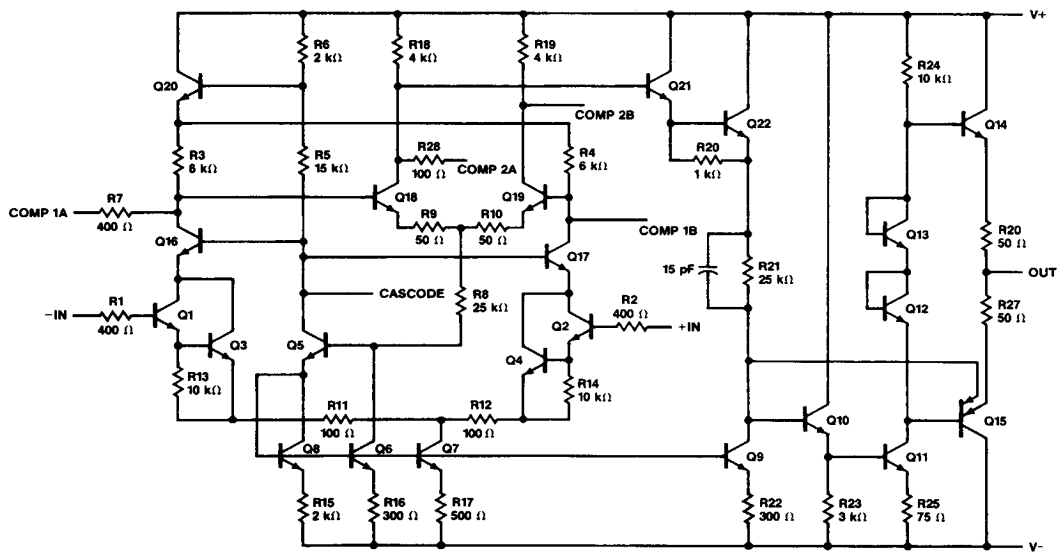 V+
R6
2 kΩ
R18
4 kΩ
R19
4 kΩ
R24
10 kΩ
Q20
Q21
Q22
Q14
COMP 2B
R3
6 kΩ
R5
15 kΩ
R28
100 Ω
COMP 2A
R4
6 kΩ
R20
1 kΩ
R7
400 Ω
COMP 1A
Q18
Q19
R9
50 Ω
R10
50 Ω
COMP 1B
Q13
R20
50 Ω
Q16
Q17
15 pF
R21
25 kΩ
OUT
CASCODE
R8
25 kΩ
Q12
R27
50 Ω
-IN
R1
400 Ω
Q1
Q3
Q5
Q2
R2
400 Ω
+IN
Q4
R13
10 kΩ
R14
10 kΩ
R11
100 Ω
R12
100 Ω
Q10
Q15
Q8
Q6
Q7
Q9
Q11
R15
2 kΩ
R16
300 Ω
R17
500 Ω
R22
300 Ω
R23
3 kΩ
R25
75 Ω
V-